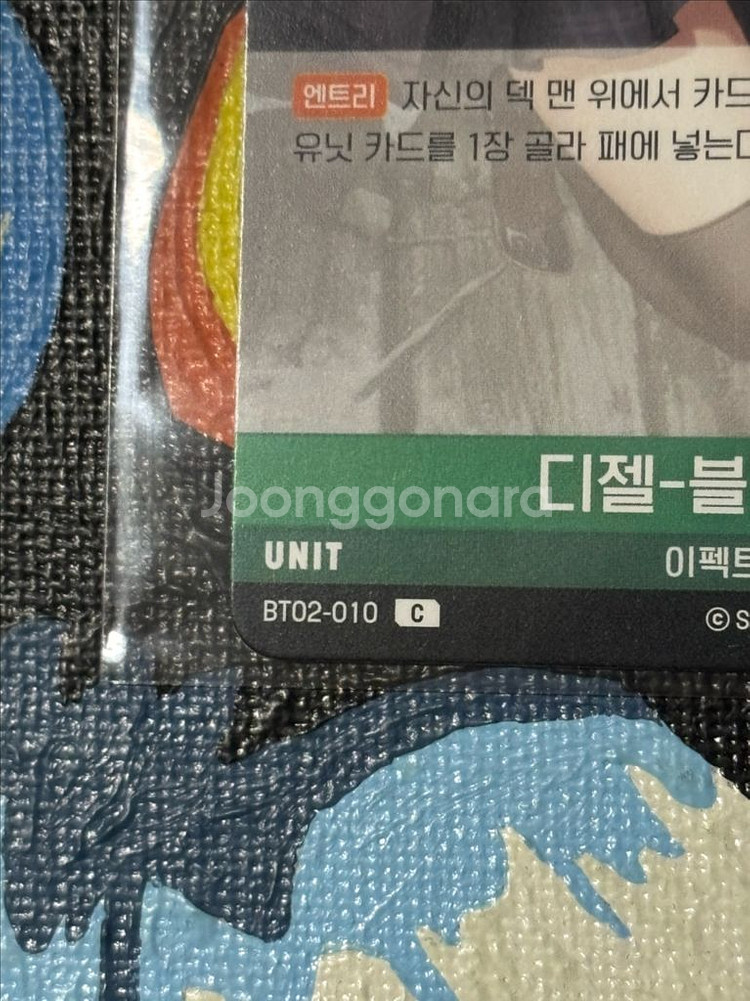 엔트리 자신의 덱 맨 위에서 카드
유닛 카드를 1장 골라 패에 넣는다
Joonggonara
디젤-블
UNIT 이펙트
BT02-010 C ⓒ S